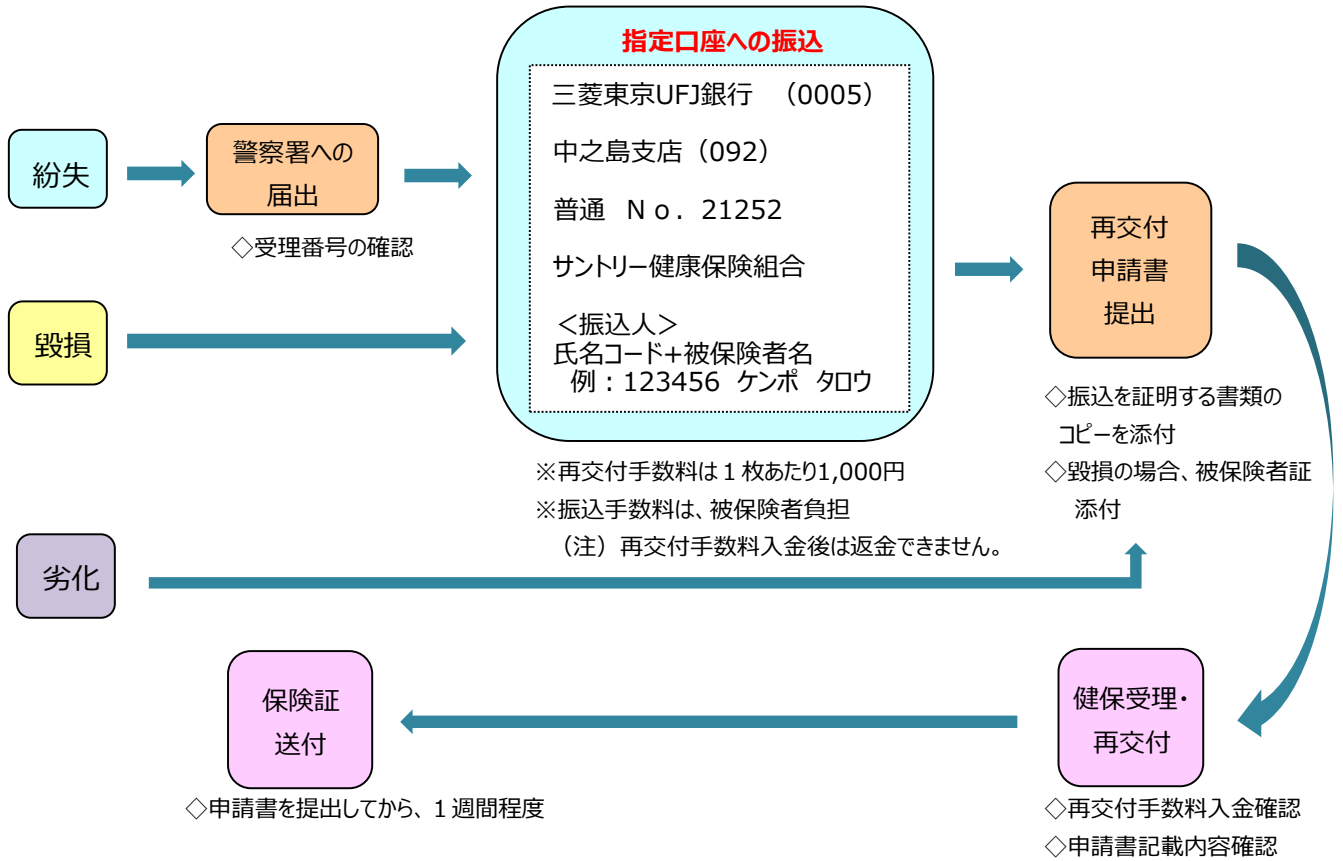 紛失
警察署への
届出
◇受理番号の確認
毀損
指定口座への振込
三菱東京UFJ銀行　（0005）
中之島支店（092）
普通　Ｎｏ．21252
サントリー健康保険組合
＜振込人＞
氏名コード+被保険者名
例：123456 ケンポ タロウ
※再交付手数料は１枚あたり1,000円
※振込手数料は、被保険者負担
（注）再交付手数料入金後は返金できません。
再交付
申請書
提出
◇振込を証明する書類の
コピーを添付
◇毀損の場合、被保険者証
添付
劣化
保険証
送付
◇申請書を提出してから、１週間程度
健保受理・
再交付
◇再交付手数料入金確認
◇申請書記載内容確認